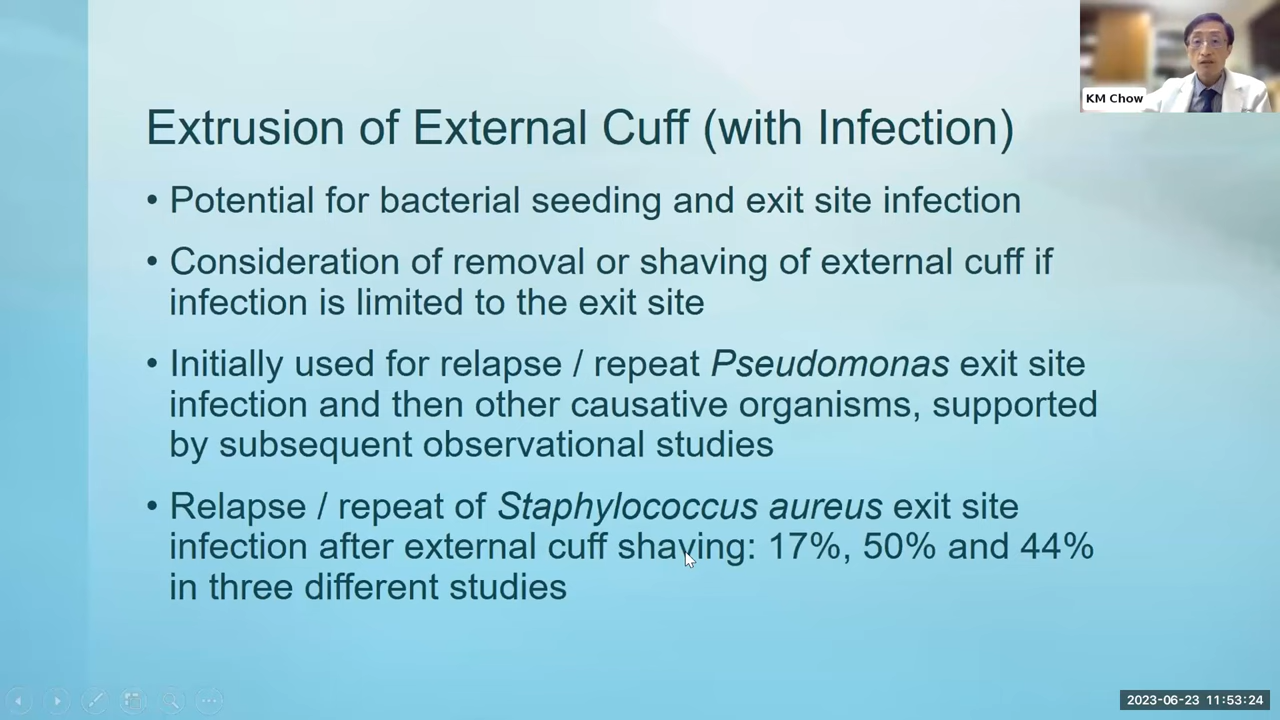 KM Chow
Extrusion of External Cuff (with Infection)
• Potential for bacterial seeding and exit site infection
• Consideration of removal or shaving of external cuff if
infection is limited to the exit site
• Initially used for relapse / repeat Pseudomonas exit site
infection and then other causative organisms, supported
by subsequent observational studies
• Relapse / repeat of Staphylococcus aureus exit site
infection after external cuff shaving: 17%, 50% and 44%
in three different studies
2023-06-23 11:53:24